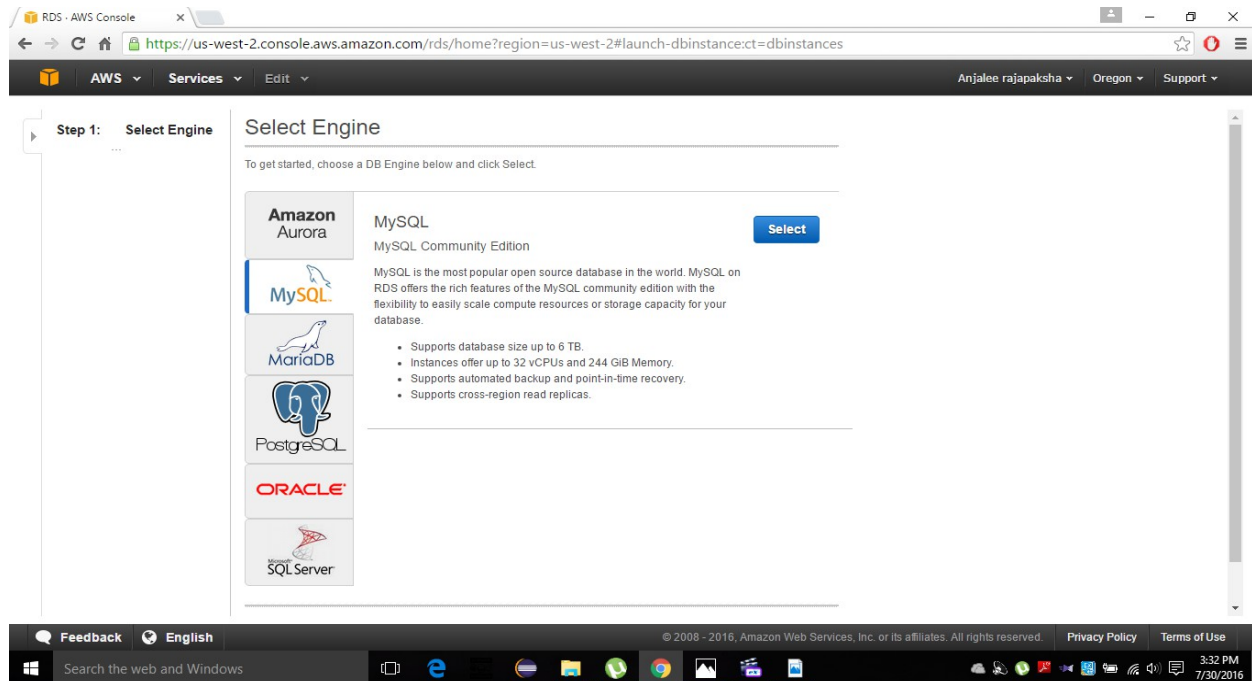 RDS · AWS Console
https://us-west-2.console.aws.amazon.com/rds/home?region=us-west-2#launch-dbinstance:ct=dbinstances
AWS Services Edit Anjalee rajapaksha Oregon Support
Step 1: Select Engine
...
Select Engine
To get started, choose a DB Engine below and click Select.
Amazon
Aurora
MySQL
MariaDB
PostgreSQL
ORACLE
Microsoft
SQL Server
MySQL
Select
MySQL Community Edition
MySQL is the most popular open source database in the world. MySQL on
RDS offers the rich features of the MySQL community edition with the
flexibility to easily scale compute resources or storage capacity for your
database.
• Supports database size up to 6 TB.
• Instances offer up to 32 vCPUs and 244 GiB Memory.
• Supports automated backup and point-in-time recovery.
• Supports cross-region read replicas.
Feedback English © 2008 - 2016, Amazon Web Services, Inc. or its affiliates. All rights reserved. Privacy Policy Terms of Use
Search the web and Windows
3:32 PM
7/30/2016